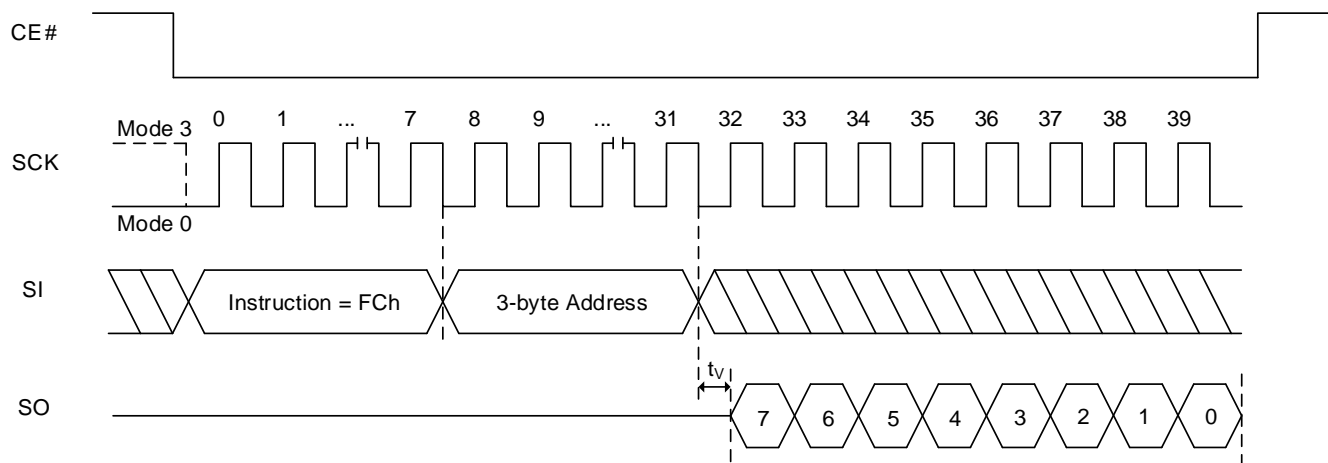 CE#
0 1 ... 7 8 9 ... 31 32 33 34 35 36 37 38 39
Mode 3
SCK
Mode 0
SI
Instruction = FCh
3-byte Address
tV
SO
7 6 5 4 3 2 1 0